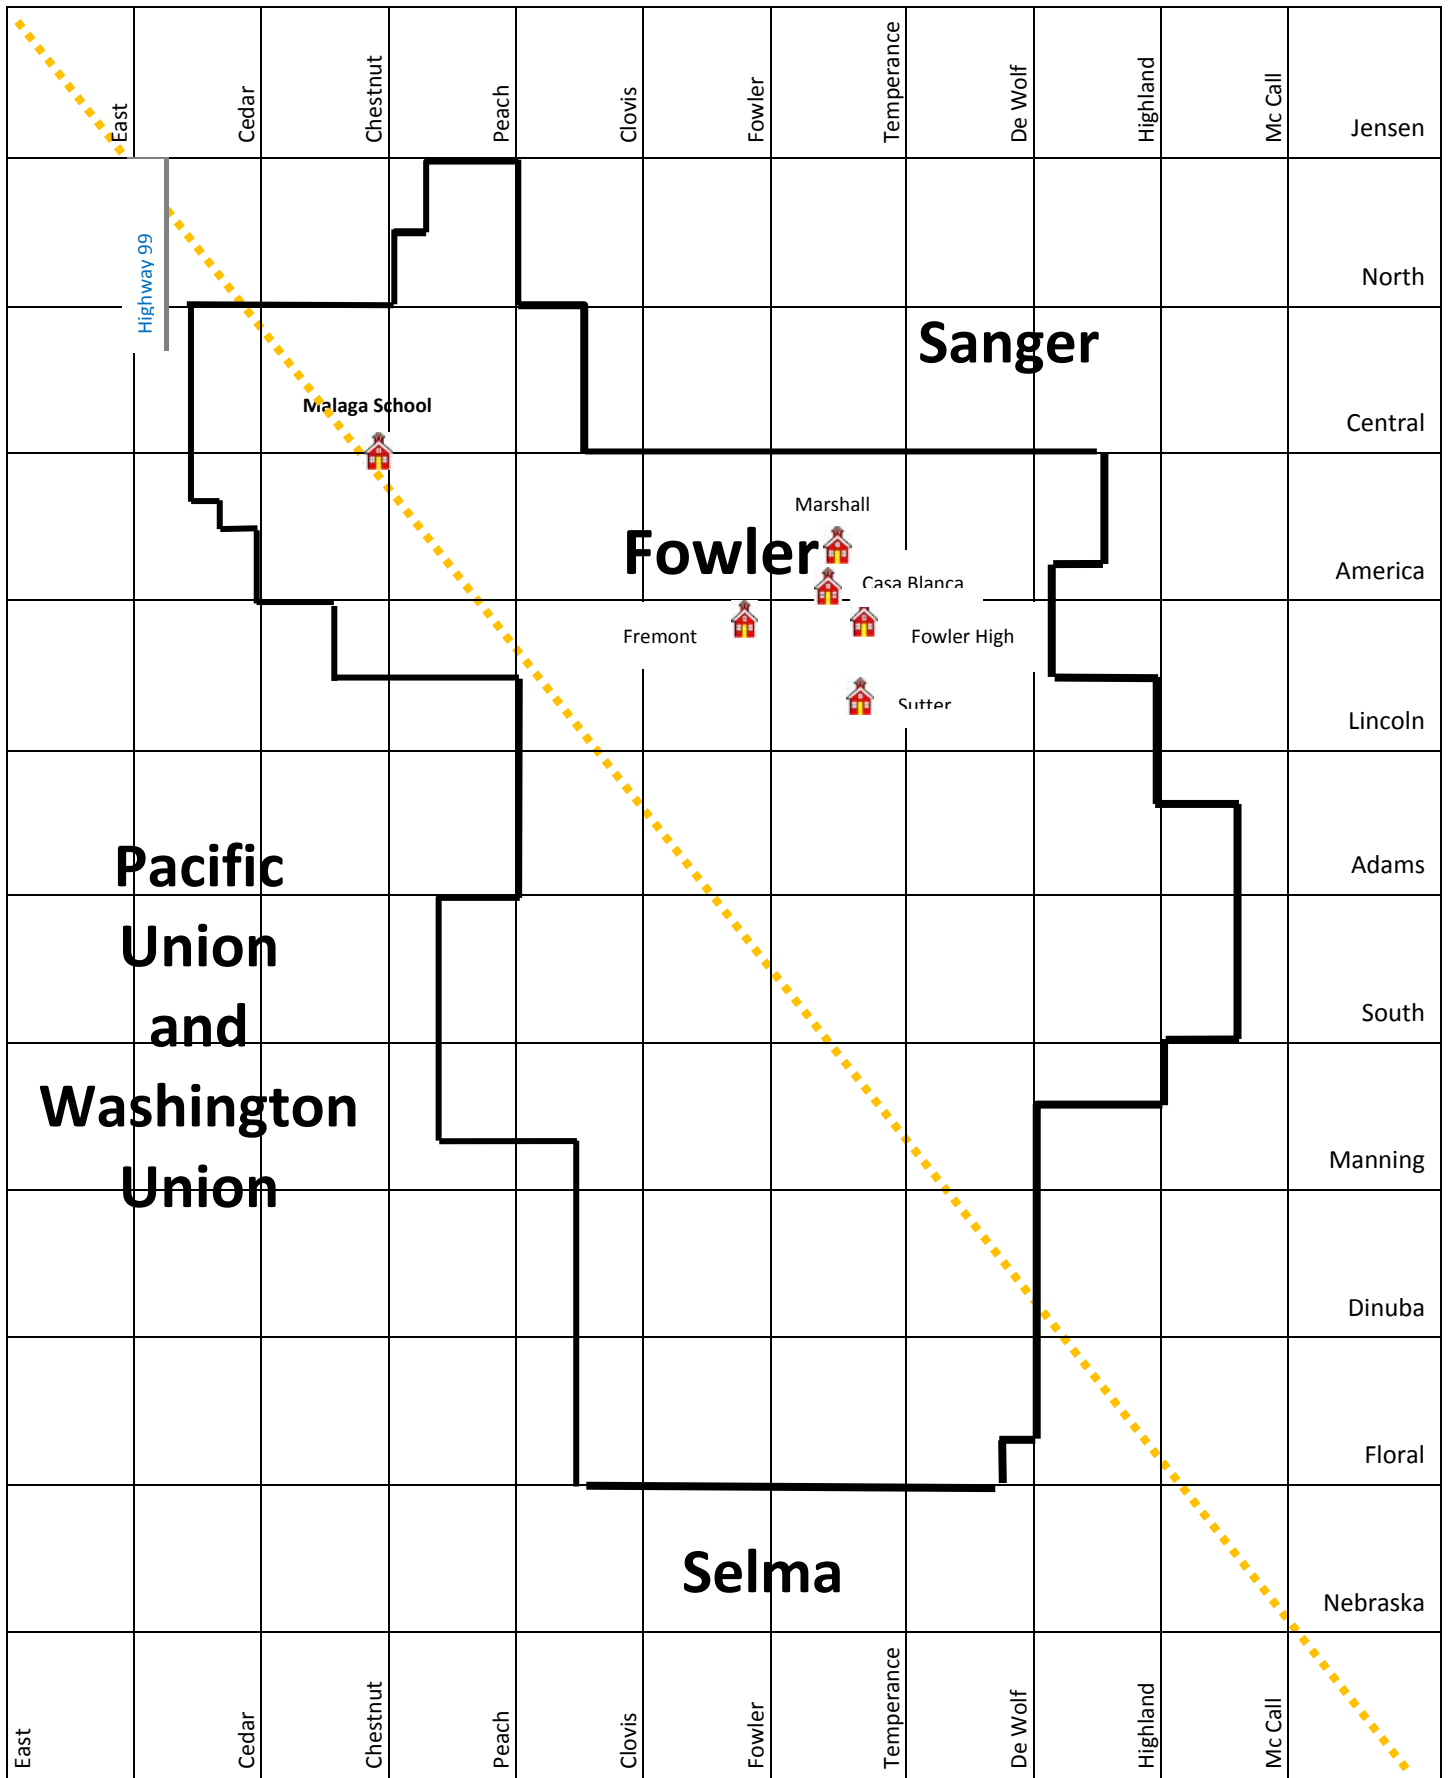 East
Cedar
Chestnut
Peach
Clovis
Fowler
Temperance
De Wolf
Highland
Mc Call
Jensen
Highway 99
North
Sanger
Malaga School
Central
Marshall
Fowler
Casa Blanca
America
Fremont
Fowler High
Sutter
Lincoln
Pacific
Union
and
Washington
Union
Adams
South
Manning
Dinuba
Floral
Selma
Nebraska
East
Cedar
Chestnut
Peach
Clovis
Fowler
Temperance
De Wolf
Highland
Mc Call